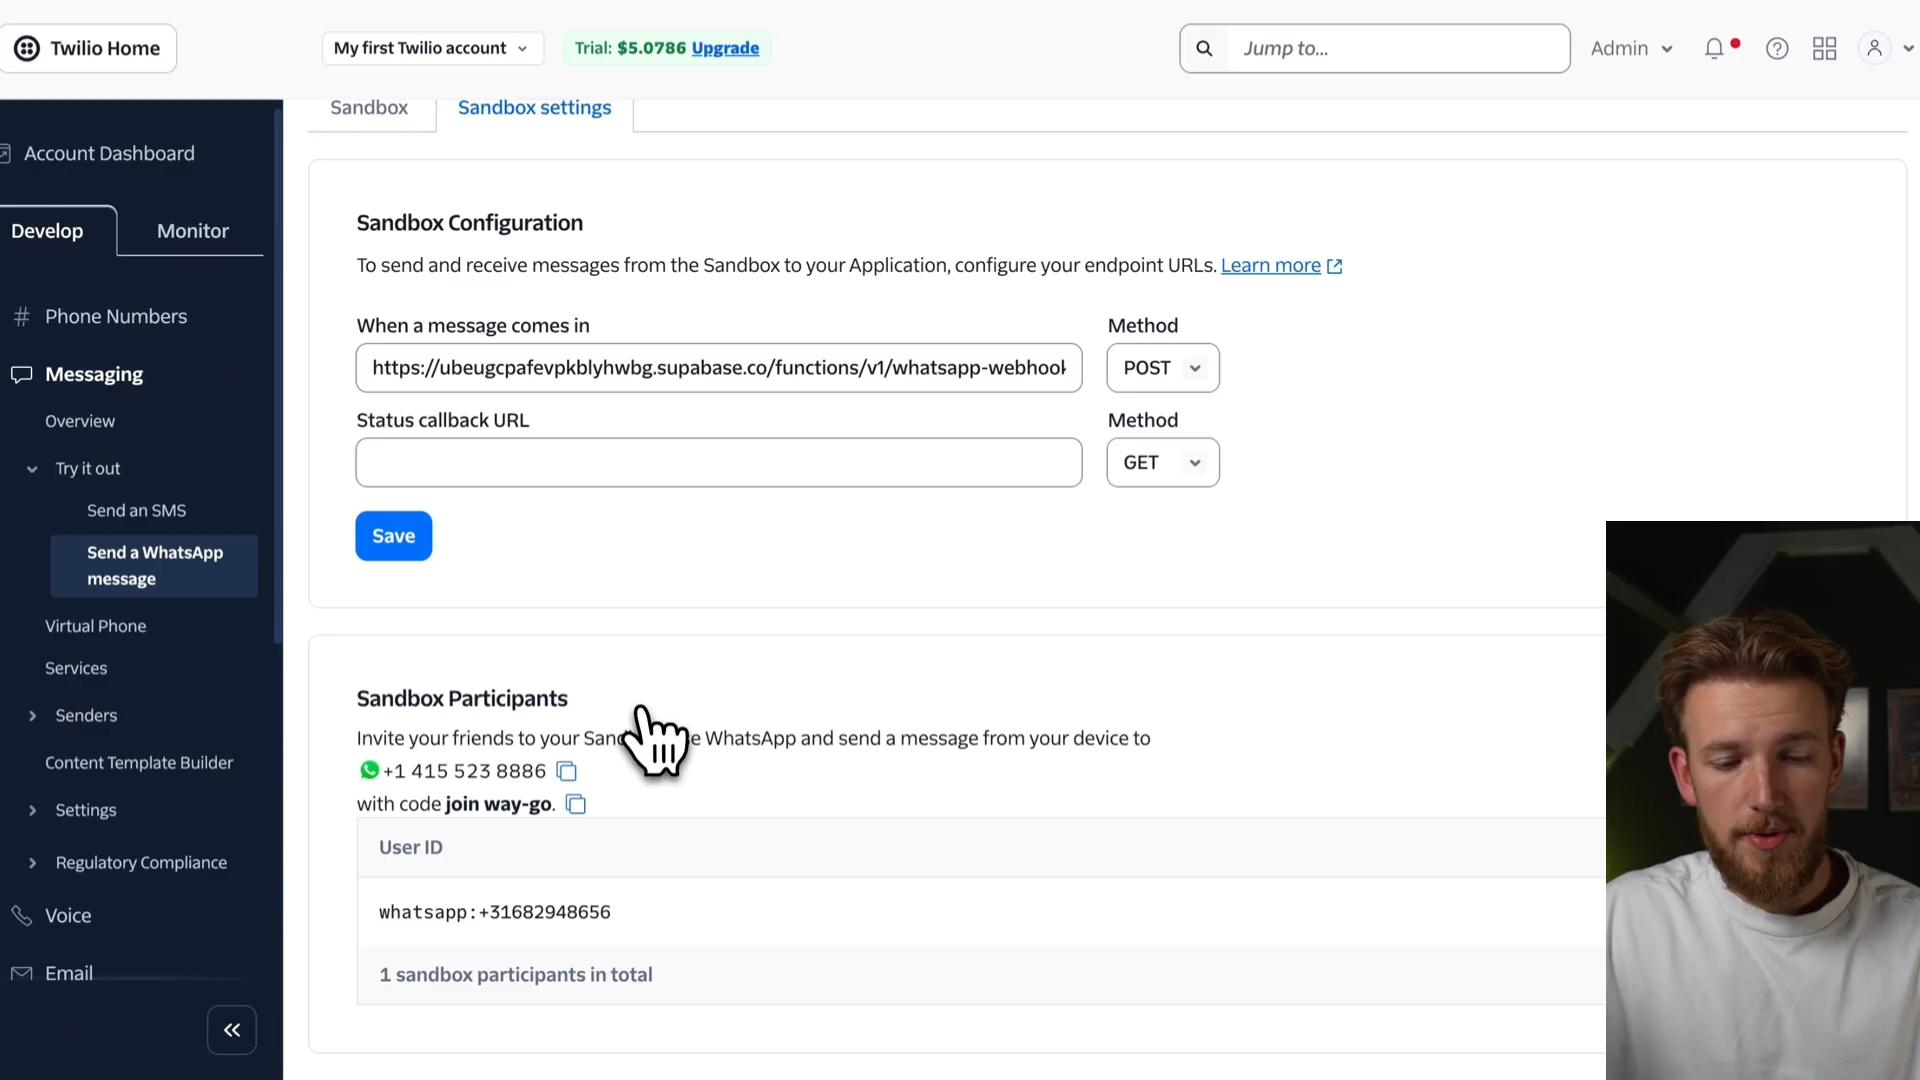 Twilio Home
My first Twilio account
Trial: $5.0786 Upgrade
Jump to...
Admin
Sandbox
Sandbox settings
Account Dashboard
Develop
Monitor
Phone Numbers
Messaging
Overview
Try it out
Send an SMS
Send a WhatsApp
message
Virtual Phone
Services
Senders
Content Template Builder
Settings
Regulatory Compliance
Voice
Email
Sandbox Configuration
To send and receive messages from the Sandbox to your Application, configure your endpoint URLs. Learn more
When a message comes in
Method
https://ubeugcpafevpkblyhwbg.supabase.co/functions/v1/whatsapp-webhook
POST
Status callback URL
Method
GET
Save
Sandbox Participants
Invite your friends to your WhatsApp and send a message from your device to
+1 415 523 8886
with code join way-go.
User ID
whatsapp:+31682948656
1 sandbox participants in total